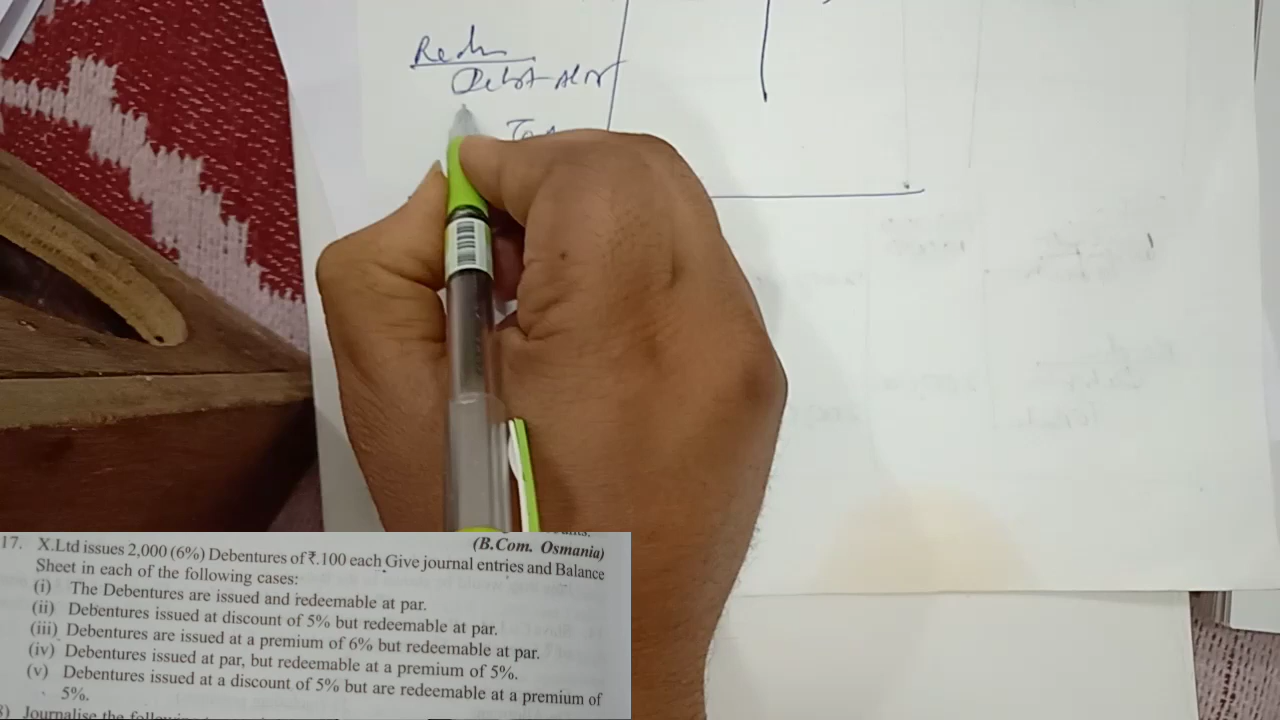 Redm
Debt A/c
To
(B.Com. Osmania)
17. X.Ltd issues 2,000 (6%) Debentures of ₹.100 each Give journal entries and Balance
Sheet in each of the following cases:
(i) The Debentures are issued and redeemable at par.
(ii) Debentures issued at discount of 5% but redeemable at par.
(iii) Debentures are issued at a premium of 6% but redeemable at par.
(iv) Debentures issued at par, but redeemable at a premium of 5%.
(v) Debentures issued at a discount of 5% but are redeemable at a premium of
5%.
Journalise the